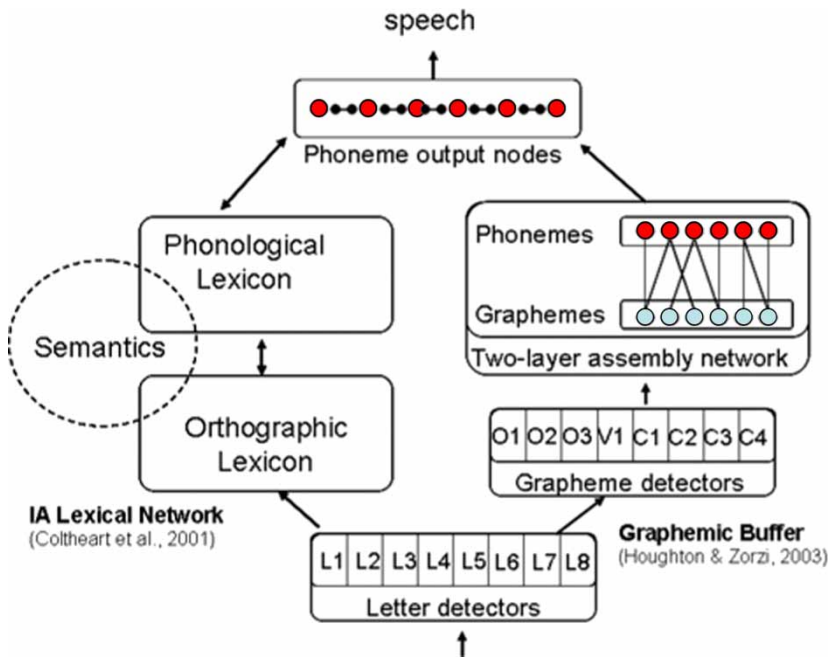 speech
Phoneme output nodes
Phonological
Lexicon
Phonemes
Graphemes
Two-layer assembly network
Semantics
Orthographic
Lexicon
O1 O2 O3 V1 C1 C2 C3 C4
Grapheme detectors
IA Lexical Network
(Coltheart et al., 2001)
Graphemic Buffer
(Houghton & Zorzi, 2003)
L1 L2 L3 L4 L5 L6 L7 L8
Letter detectors